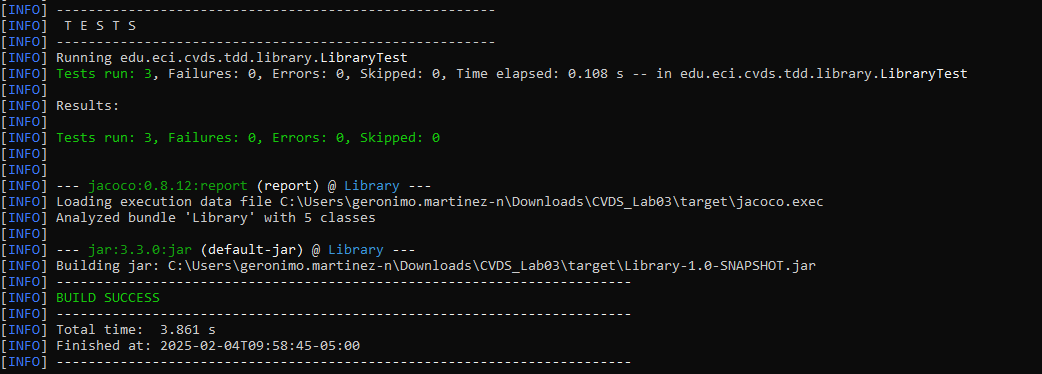 [INFO] -------------------------------------------------------
[INFO]  T E S T S
[INFO] -------------------------------------------------------
[INFO] Running edu.eci.cvds.tdd.library.LibraryTest
[INFO] Tests run: 3, Failures: 0, Errors: 0, Skipped: 0, Time elapsed: 0.108 s -- in edu.eci.cvds.tdd.library.LibraryTest
[INFO]
[INFO] Results:
[INFO]
[INFO] Tests run: 3, Failures: 0, Errors: 0, Skipped: 0
[INFO]
[INFO]
[INFO] --- jacoco:0.8.12:report (report) @ Library ---
[INFO] Loading execution data file C:\Users\geronimo.martinez-n\Downloads\CVDS_Lab03\target\jacoco.exec
[INFO] Analyzed bundle 'Library' with 5 classes
[INFO]
[INFO] --- jar:3.3.0:jar (default-jar) @ Library ---
[INFO] Building jar: C:\Users\geronimo.martinez-n\Downloads\CVDS_Lab03\target\Library-1.0-SNAPSHOT.jar
[INFO] ------------------------------------------------------------------------
[INFO] BUILD SUCCESS
[INFO] ------------------------------------------------------------------------
[INFO] Total time:  3.861 s
[INFO] Finished at: 2025-02-04T09:58:45-05:00
[INFO] ------------------------------------------------------------------------